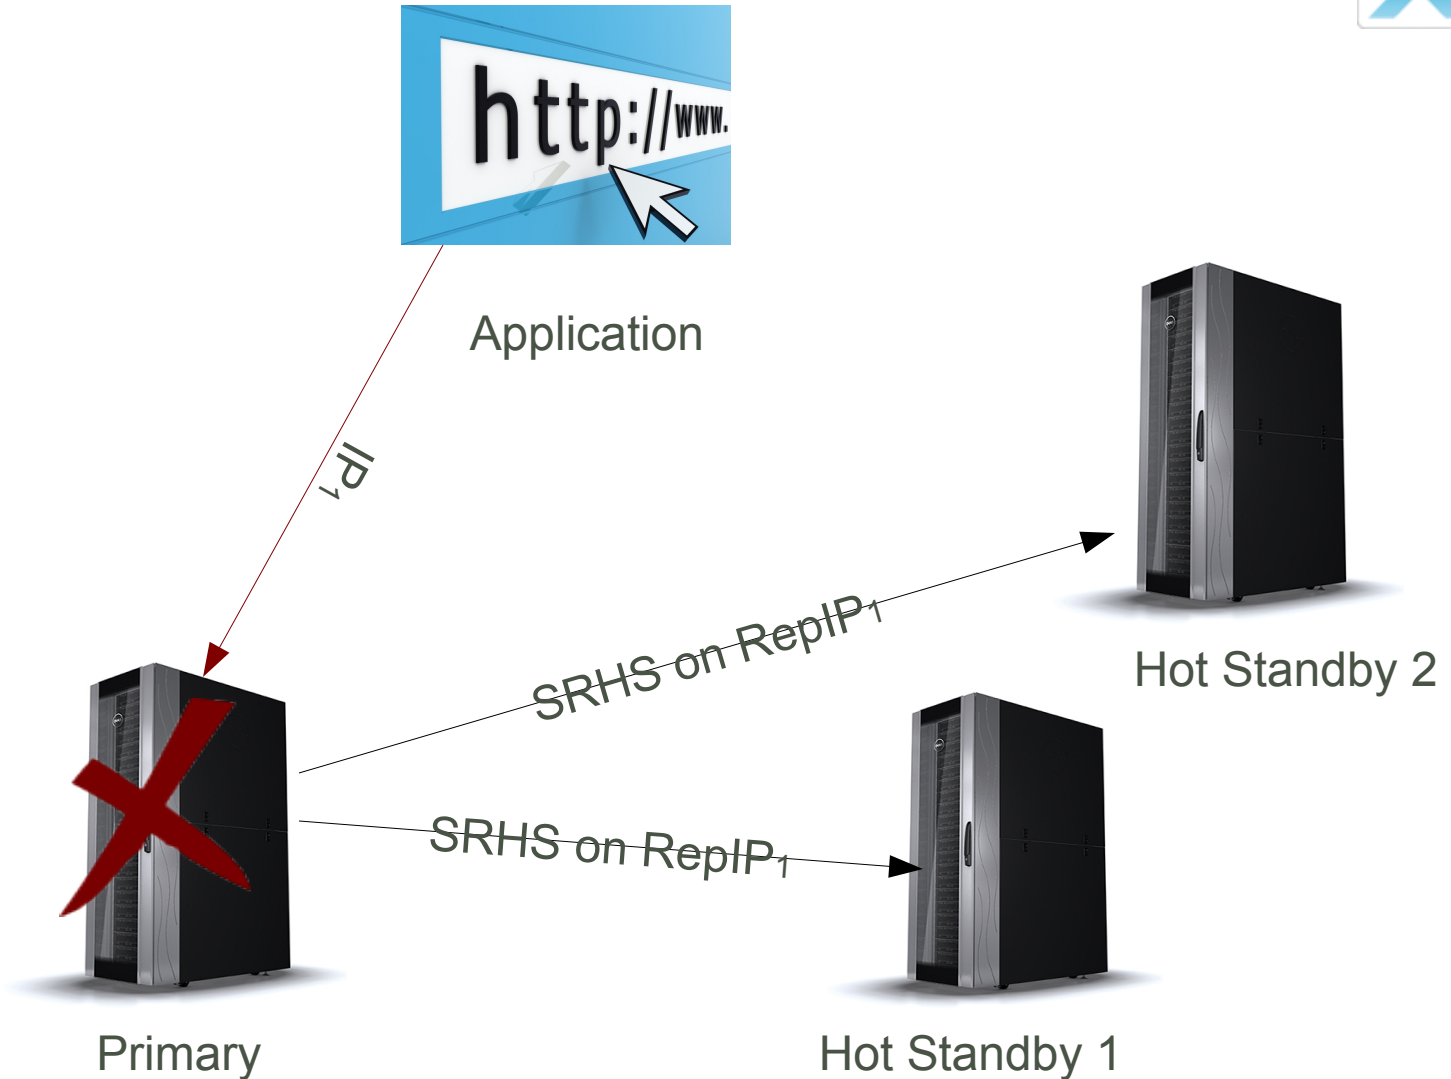 http://www.
Application
IP1
SRHS on RepIP1
Hot Standby 2
SRHS on RepIP1
Primary
Hot Standby 1